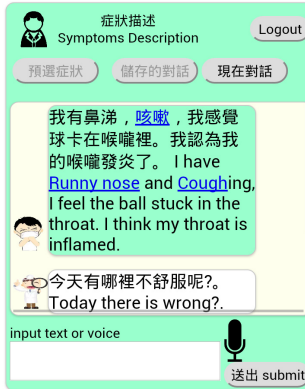 症狀描述
Symptoms Description
Logout
預選症狀
儲存的對話
現在對話
我有鼻涕，咳嗽，我感覺
球卡在喉嚨裡。我認為我
的喉嚨發炎了。 I have
Runny nose and Coughing,
I feel the ball stuck in the
throat. I think my throat is
inflamed.
今天有哪裡不舒服呢?。
Today there is wrong?.
input text or voice
送出 submit